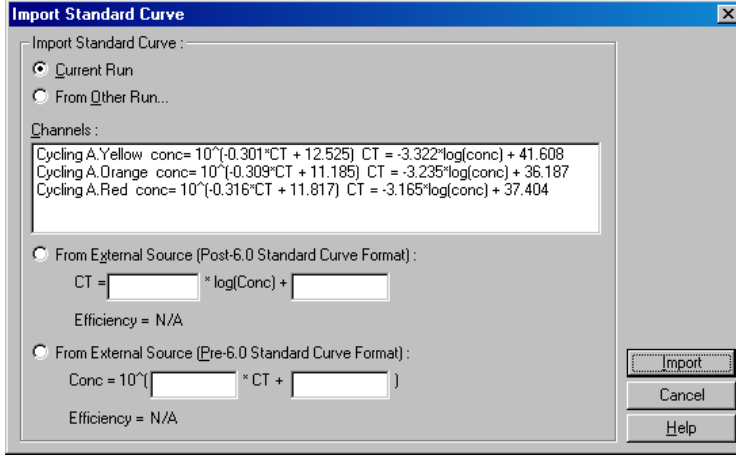 Import Standard Curve
Import Standard Curve :
Current Run
From Other Run...
Channels :
Cycling A.Yellow conc= 10^(-0.301*CT + 12.525) CT = -3.322*log(conc) + 41.608
Cycling A.Orange conc= 10^(-0.309*CT + 11.185) CT = -3.235*log(conc) + 36.187
Cycling A.Red conc= 10^(-0.316*CT + 11.817) CT = -3.165*log(conc) + 37.404
From External Source (Post-6.0 Standard Curve Format) :
CT = * log(Conc) +
Efficiency = N/A
From External Source (Pre-6.0 Standard Curve Format) :
Conc = 10^( * CT + )
Efficiency = N/A
Import
Cancel
Help